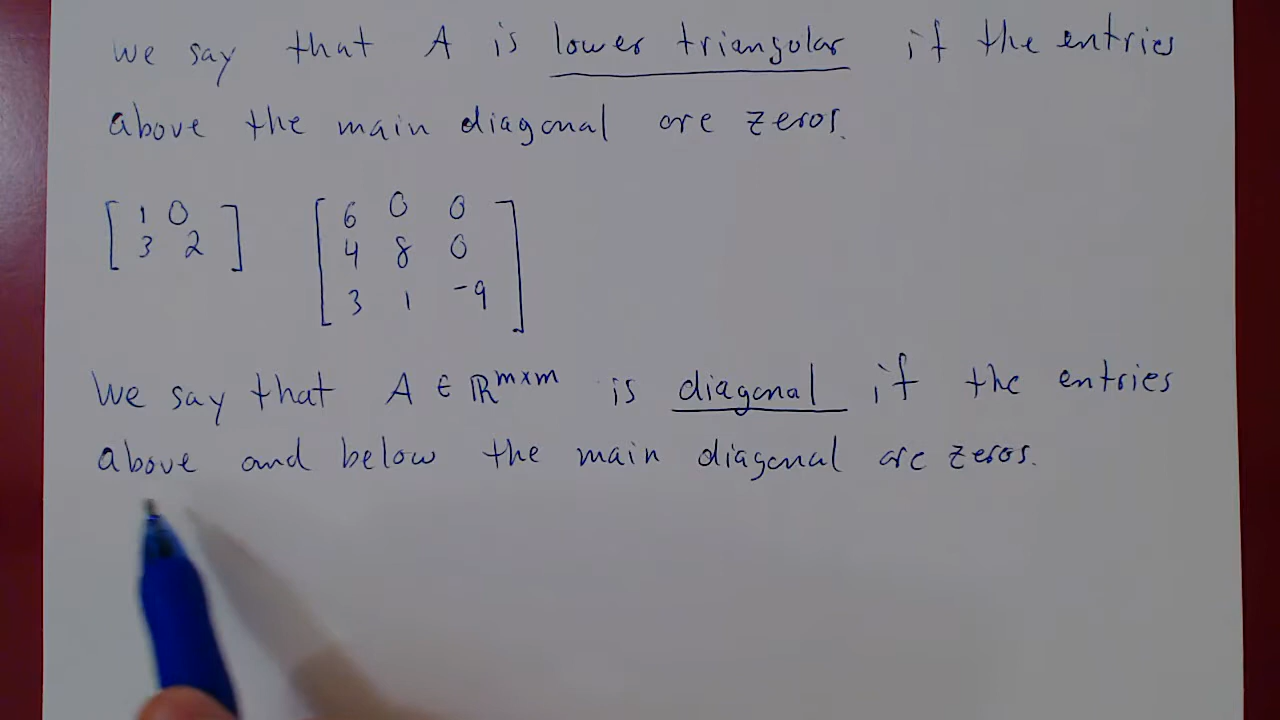 we say that A is lower triangular if the entries
above the main diagonal are zeros.
[ 1 0 ] [ 6 0 0 ]
[ 3 2 ] [ 4 8 0 ]
[ 3 1 -9 ]
We say that A ∈ ℝ^{m×m} is diagonal if the entries
above and below the main diagonal are zeros.